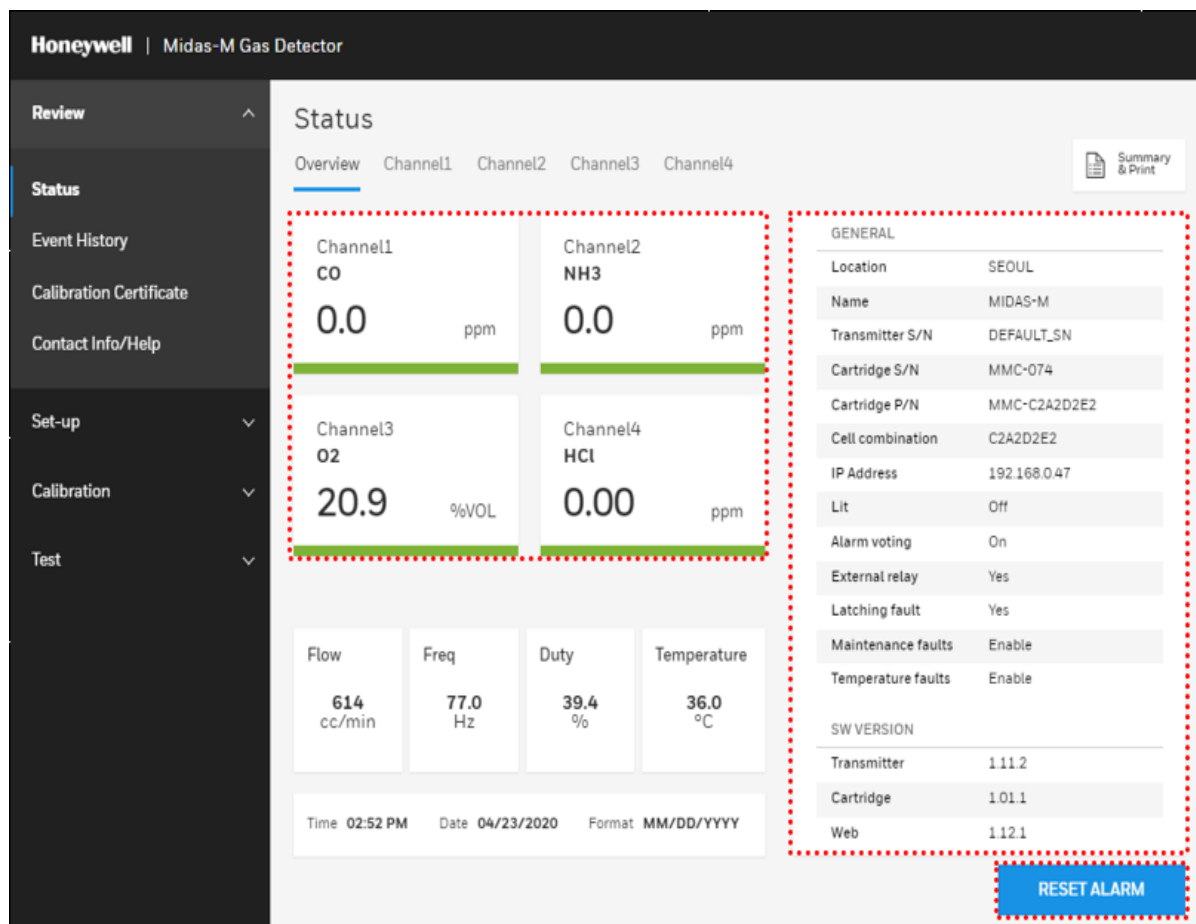 Honeywell | Midas-M Gas Detector
Review
Status
Event History
Calibration Certificate
Contact Info/Help
Set-up
Calibration
Test
Status
Overview Channel1 Channel2 Channel3 Channel4
Summary
& Print
Channel1
CO
0.0 ppm
Channel2
NH3
0.0 ppm
Channel3
O2
20.9 %VOL
Channel4
HCl
0.00 ppm
Flow
614
cc/min
Freq
77.0
Hz
Duty
39.4
%
Temperature
36.0
°C
Time 02:52 PM Date 04/23/2020 Format MM/DD/YYYY
GENERAL
Location SEOUL
Name MIDAS-M
Transmitter S/N DEFAULT_SN
Cartridge S/N MMC-074
Cartridge P/N MMC-C2A2D2E2
Cell combination C2A2D2E2
IP Address 192.168.0.47
Lit Off
Alarm voting On
External relay Yes
Latching fault Yes
Maintenance faults Enable
Temperature faults Enable
SW VERSION
Transmitter 1.11.2
Cartridge 1.01.1
Web 1.12.1
RESET ALARM